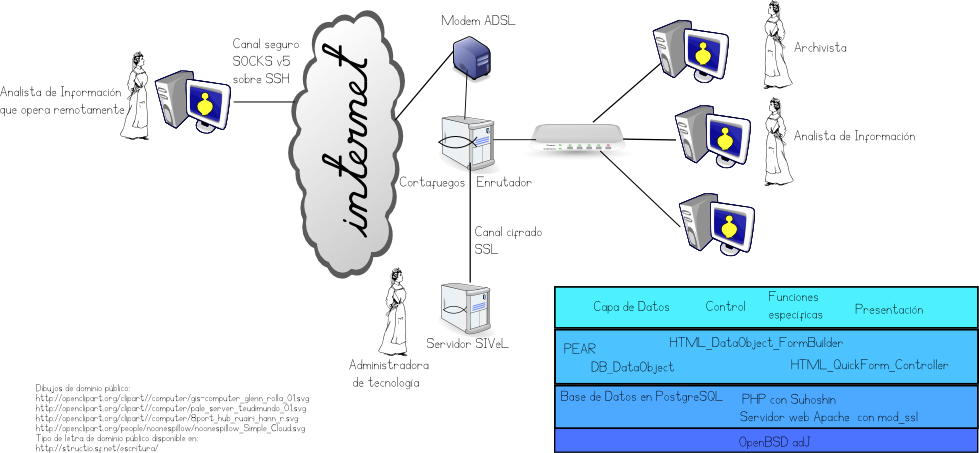 Modem ADSL
Canal seguro
SOCKS v5
sobre SSH
Archivista
Analista de Información
que opera remotamente
internet
Analista de Información
Cortafuegos Enrutador
Canal cifrado
SSL
Servidor SIVeL
Administradora
de tecnología
Capa de Datos Control Funciones
específicas Presentación
PEAR HTML_DataObject_FormBuilder
DB_DataObject HTML_QuickForm_Controller
Base de Datos en PostgreSQL PHP con Suhoshin
Servidor web Apache con mod_ssl
OpenBSD adJ
Dibujos de dominio público:
http://openclipart.org/clipart//computer/gis-computer_glenn_rolla_01.svg
http://openclipart.org/clipart//computer/pale_server_teudimundo_01.svg
http://openclipart.org/clipart//computer/8port_hub_ruairi_hann_r.svg
http://openclipart.org/people/noonespillow/noonespillow_Simple_Cloud.svg
Tipo de letra de dominio público disponible en:
http://structio.sf.net/escritura/